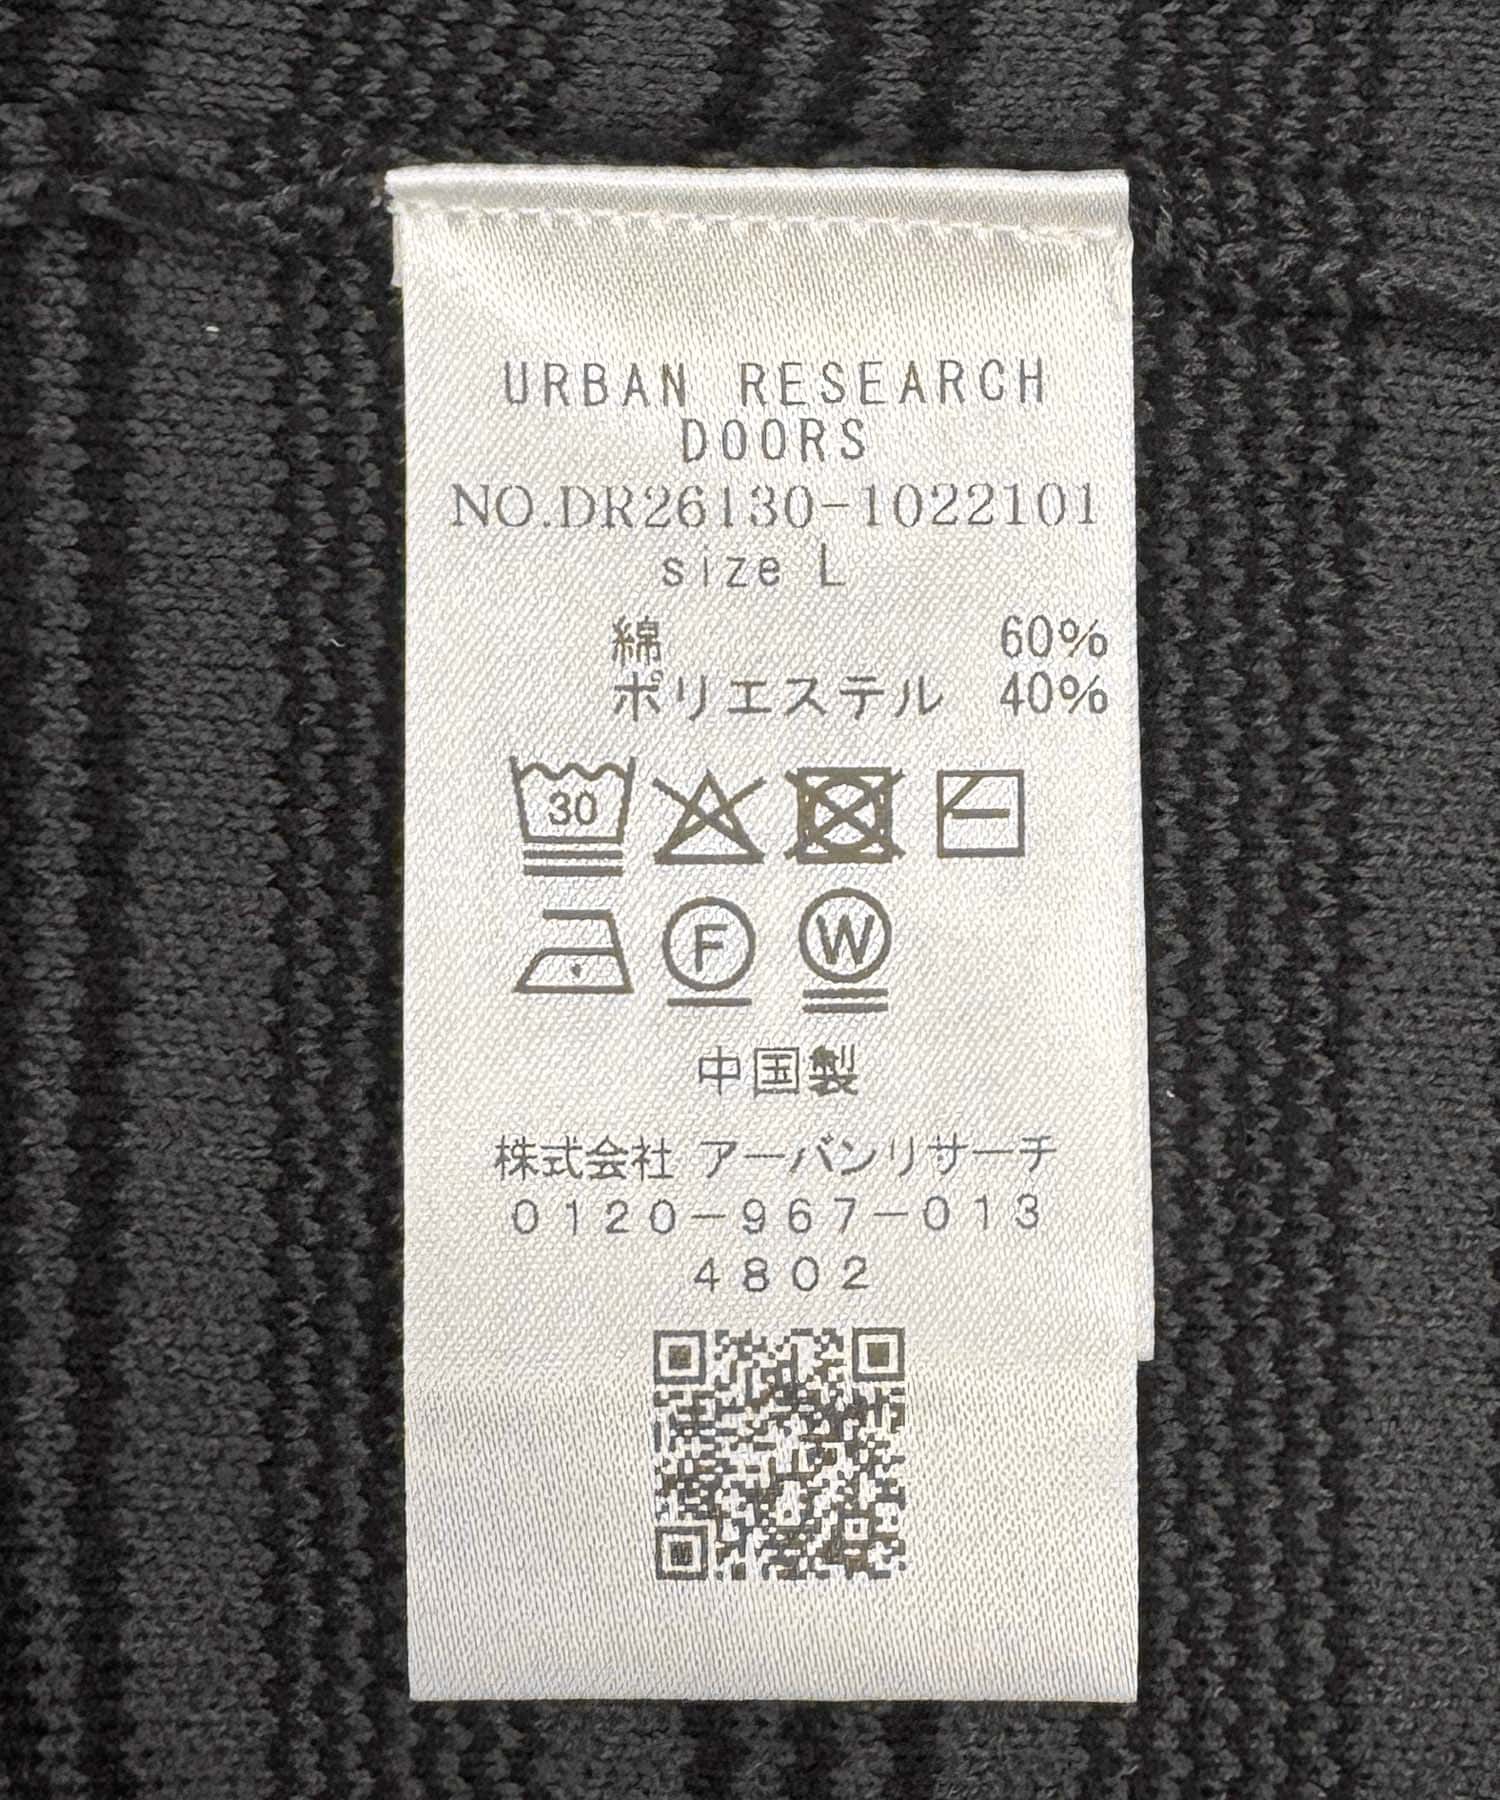 URBAN RESEARCH
DOORS
NO.DR26130-1022101
size L
綿 60%
ポリエステル 40%
30
F W
中国製
株式会社 アーバンリサーチ
0120-967-013
4802